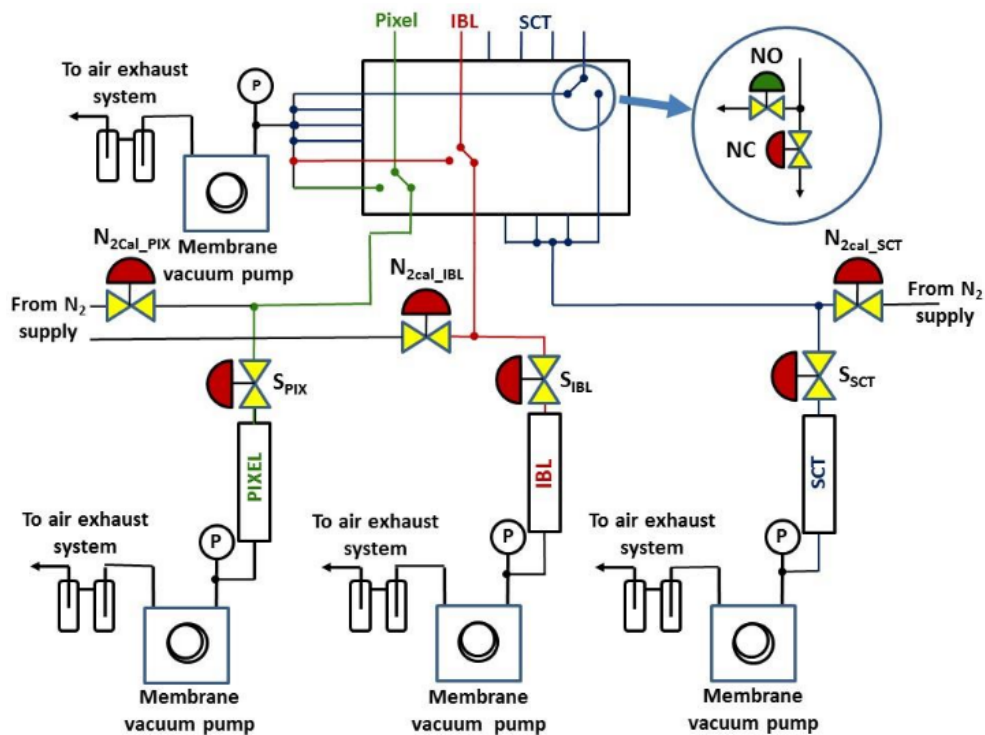 Pixel
IBL
SCT
To air exhaust
system
P
NO
NC
Membrane
vacuum pump
N2Cal_PIX
N2cal_IBL
N2cal_SCT
From N2
supply
From N2
supply
SPIX
SIBL
SSCT
PIXEL
IBL
SCT
To air exhaust
system
P
To air exhaust
system
P
To air exhaust
system
P
Membrane
vacuum pump
Membrane
vacuum pump
Membrane
vacuum pump